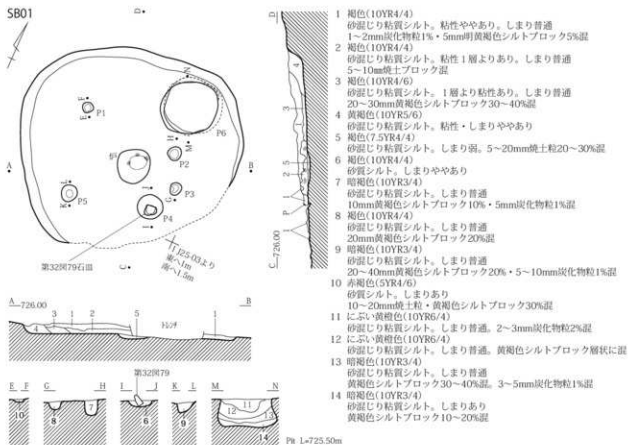 SB01
D
N
F
E
P1
P6
H
M
P2
A
B
炉
J
P3
G
L
K
P5
P4
I
第32図79石皿
J25-03より
東へ1m
南へ1.5m
C
D
4
3
1
5
2
P
P
C -726.00
A -726.00
B
4 3 1 2 5 トレンチ 1
第32図79
E F G H I J K L M N
10 8 7 6 9 11 12 13 14
Pit L=725.50m
1 褐色(10YR4/4)
砂混じり粘質シルト。粘性ややあり。しまり普通
1~2mm炭化物粒1%・5mm明黄褐色シルトブロック5%混
2 褐色(10YR4/4)
砂混じり粘質シルト。粘性1層よりあり。しまり普通
5~10㎜焼土ブロック混
3 褐色(10YR4/6)
砂混じり粘質シルト。1層より粘性あり。しまり普通
20~30mm黄褐色シルトブロック30~40%混
4 黄褐色(10YR5/6)
砂混じり粘質シルト。粘性・しまりややあり
5 褐色(7.5YR4/4)
砂混じり粘質シルト。しまり弱。5~20mm焼土粒20~30%混
6 褐色(10YR4/4)
砂質シルト。しまりややあり
7 暗褐色(10YR3/4)
砂混じり粘質シルト。しまり普通
10mm黄褐色シルトブロック10%・5mm炭化物粒1%混
8 褐色(10YR4/4)
砂混じり粘質シルト。しまり普通
20mm黄褐色シルトブロック20%混
9 暗褐色(10YR3/4)
砂混じり粘質シルト。しまり普通
20~40mm黄褐色シルトブロック20%・5~10mm炭化物粒1%混
10 赤褐色(5YR4/6)
砂質シルト。しまりあり
10~20mm焼土粒・黄褐色シルトブロック30%混
11 にぶい黄橙色(10YR6/4)
砂混じり粘質シルト。しまり普通。2~3mm炭化物粒2%混
12 にぶい黄橙色(10YR6/4)
砂混じり粘質シルト。しまり普通。黄褐色シルトブロック層状に混
13 暗褐色(10YR3/4)
砂混じり粘質シルト。しまり普通
黄褐色シルトブロック30~40%混。3~5mm炭化物粒1%混
14 暗褐色(10YR3/4)
砂混じり粘質シルト。しまりあり
黄褐色ブロック10~20%混